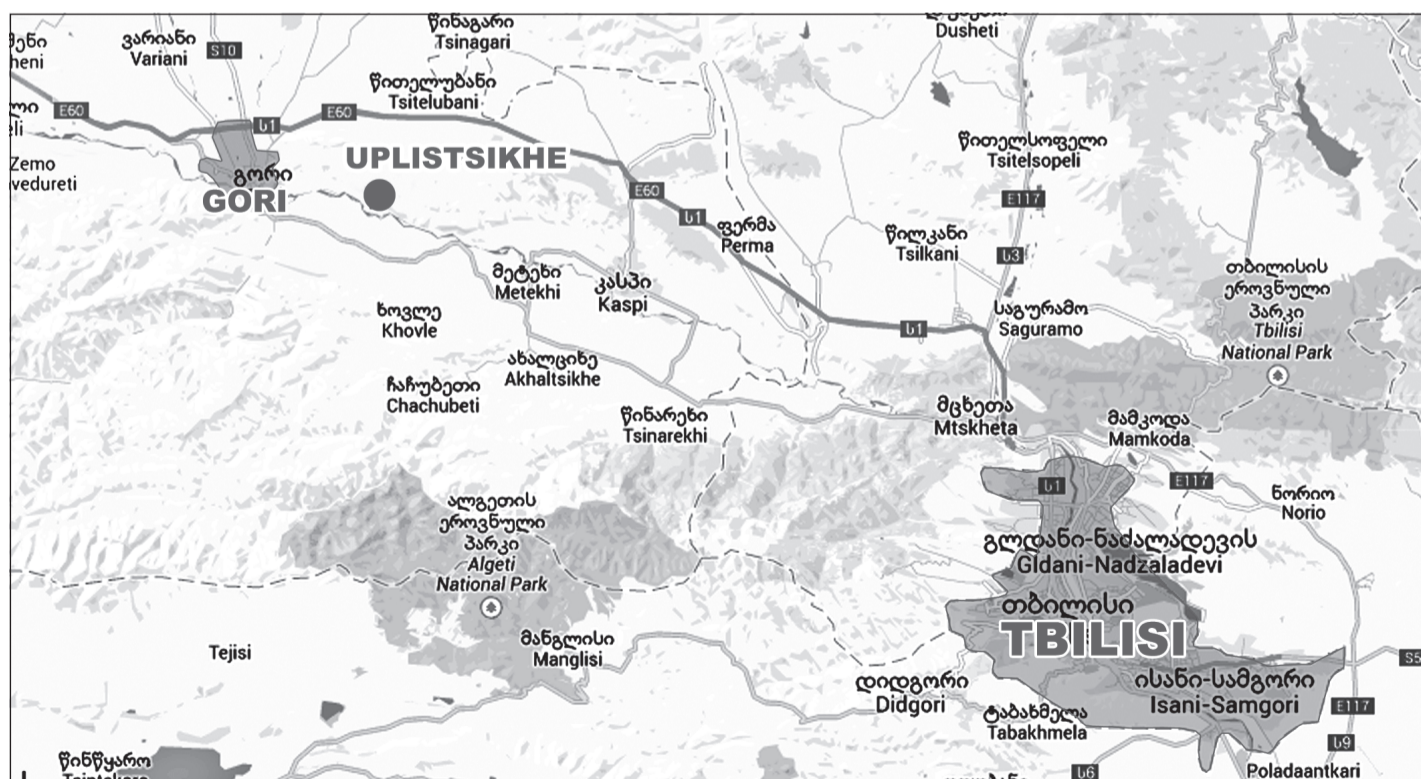 ვარიანი
Variani
S10
წინაგარი
Tsinagari
Dusheti
heni
E60
წითელუბანი
Tsitelubani
E60
ს1
eli
Zemo
vedureti
გორი
GORI
UPLISTSIKHE
წითელსოფელი
Tsitelsopeli
E117
E60
ს1
ფერმა
Perma
წილკანი
Tsilkani
ს3
მეტეხი
Metekhi
კასპი
Kaspi
ხოვლე
Khovle
საგურამო
Saguramo
ს1
თბილისის
ეროვნული
პარკი
Tbilisi
National Park
ახალციხე
Akhaltsikhe
ჩაჩუბეთი
Chachubeti
წინარეხი
Tsinarekhi
მცხეთა
Mtskheta
მამკოდა
Mamkoda
ს1
E117
ნორიო
Norio
ალგეთის
ეროვნული
პარკი
Algeti
National Park
გლდანი-ნაძალადევის
Gldani-Nadzaladevi
თბილისი
TBILISI
მანგლისი
Manglisi
Tejisi
დიდგორი
Didgori
ტაბახმელა
Tabakhmela
ისანი-სამგორი
Isani-Samgori
S5
E117
ს9
წინწყარო
ს6
Poladaantkari